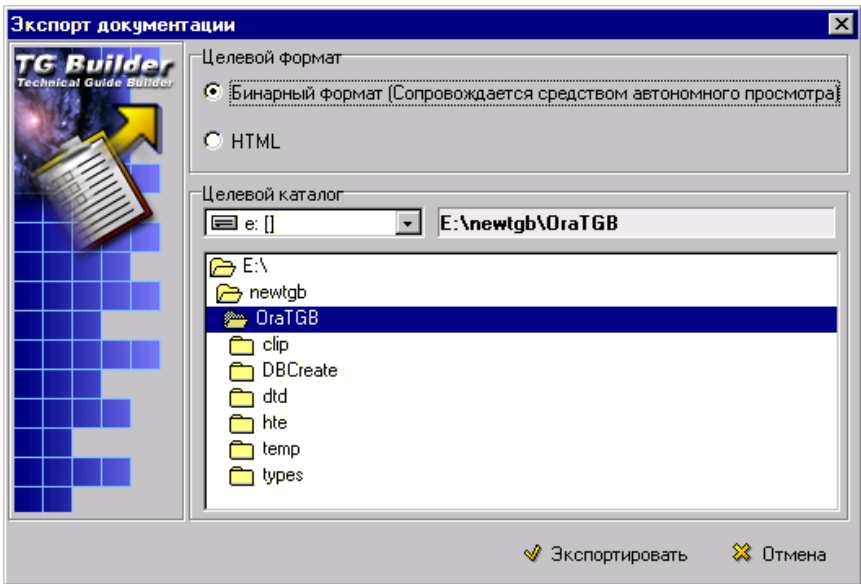 Экспорт документации
TG Builder
Technical Guide Builder
Целевой формат
Бинарный формат (Сопровождается средством автономного просмотра)
HTML
Целевой каталог
e: []
E:\newtgb\OraTGB
E:\
newtgb
OraTGB
clip
DBCreate
dtd
hte
temp
types
Экспортировать
Отмена